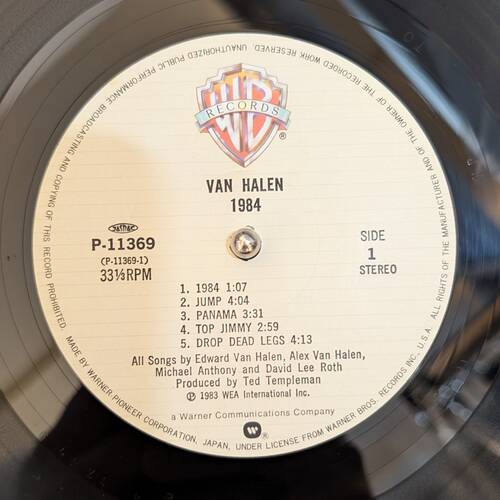 WB
RECORDS
®
VAN HALEN
1984
JASRAC
P-11369
(P-11369-1)
33⅓RPM
SIDE
1
STEREO
1. 1984 1:07
2. JUMP 4:04
3. PANAMA 3:31
4. TOP JIMMY 2:59
5. DROP DEAD LEGS 4:13
All Songs by Edward Van Halen, Alex Van Halen,
Michael Anthony and David Lee Roth
Produced by Ted Templeman
Ⓟ 1983 WEA International Inc.
a Warner Communications Company
®
MADE BY WARNER PIONEER CORPORATION, JAPAN, UNDER LICENSE FROM WARNER BROS. RECORDS INC. U.S.A. ALL RIGHTS OF THE MANUFACTURER AND OF THE OWNER OF THE RECORDED WORK RESERVED. UNAUTHORIZED PUBLIC PERFORMANCE BROADCASTING AND COPYING OF THIS RECORD PROHIBITED.